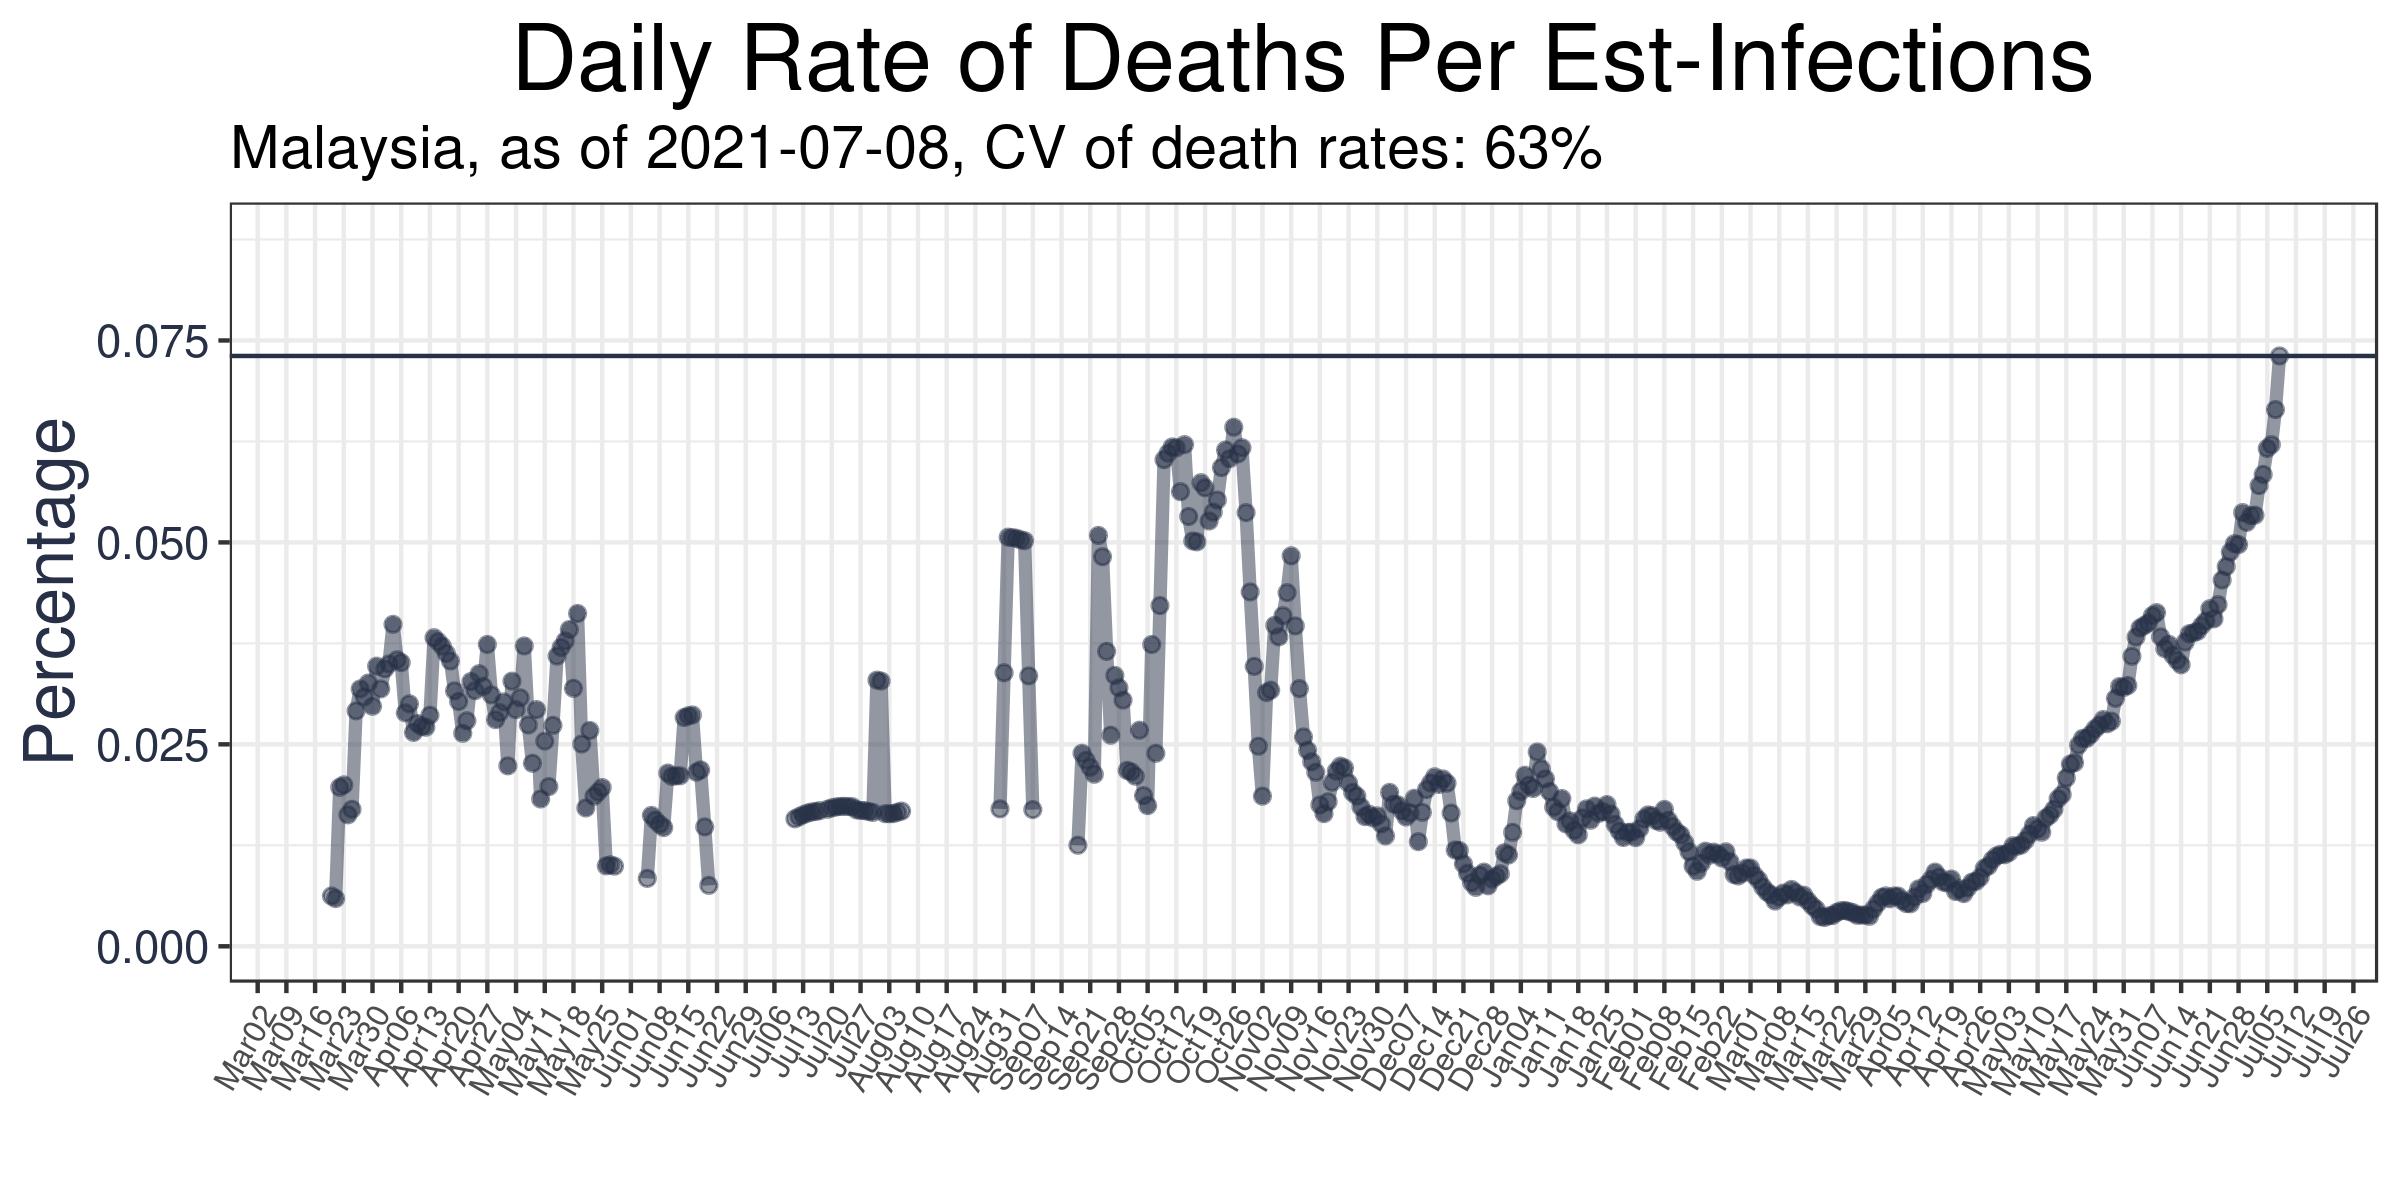 Daily Rate of Deaths Per Est-Infections
Malaysia, as of 2021-07-08, CV of death rates: 63%
Percentage
0.075
0.050
0.025
0.000
Mar02
Mar09
Mar16
Mar23
Mar30
Apr06
Apr13
Apr20
Apr27
May04
May11
May18
May25
Jun01
Jun08
Jun15
Jun22
Jun29
Jul06
Jul13
Jul20
Jul27
Aug03
Aug10
Aug17
Aug24
Aug31
Sep07
Sep14
Sep21
Sep28
Oct05
Oct12
Oct19
Oct26
Nov02
Nov09
Nov16
Nov23
Nov30
Dec07
Dec14
Dec21
Dec28
Jan04
Jan11
Jan18
Jan25
Feb01
Feb08
Feb15
Feb22
Mar01
Mar08
Mar15
Mar22
Mar29
Apr05
Apr12
Apr19
Apr26
May03
May10
May17
May24
May31
Jun07
Jun14
Jun21
Jun28
Jul05
Jul12
Jul19
Jul26